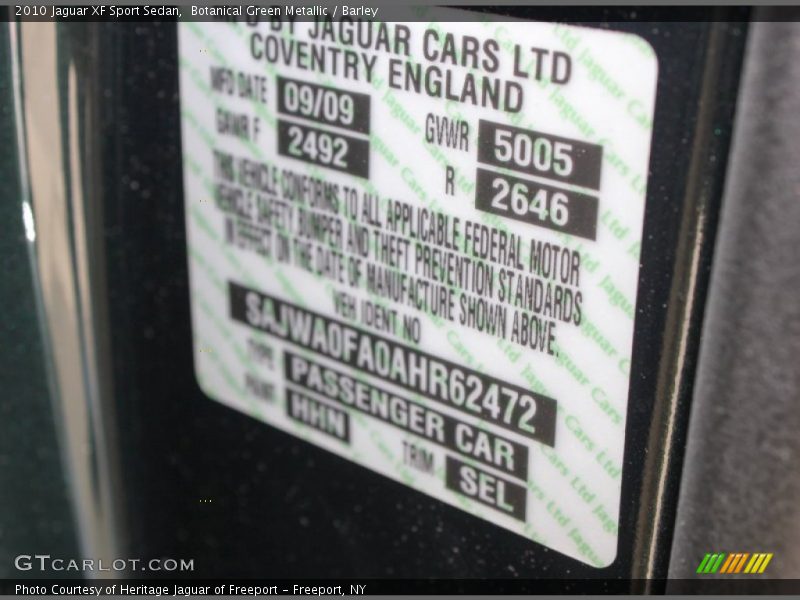 2010 Jaguar XF Sport Sedan, Botanical Green Metallic / Barley
BY JAGUAR CARS LTD
COVENTRY ENGLAND
MFD DATE 09/09
GAWR F 2492
GVWR 5005
R 2646
THIS VEHICLE CONFORMS TO ALL APPLICABLE FEDERAL MOTOR
VEHICLE SAFETY, BUMPER AND THEFT PREVENTION STANDARDS
IN EFFECT ON THE DATE OF MANUFACTURE SHOWN ABOVE.
VEH IDENT NO
SAJWA0FA0AHR62472
TYPE PASSENGER CAR
PAINT HHN
TRIM SEL
GTCARLOT.COM
Photo Courtesy of Heritage Jaguar of Freeport - Freeport, NY